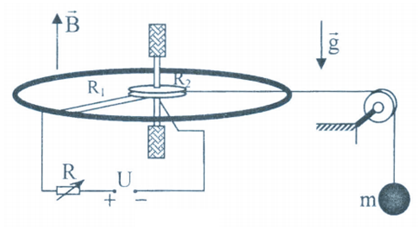 B⃗
g⃗
R₁
R₂
R
U
+ −
m